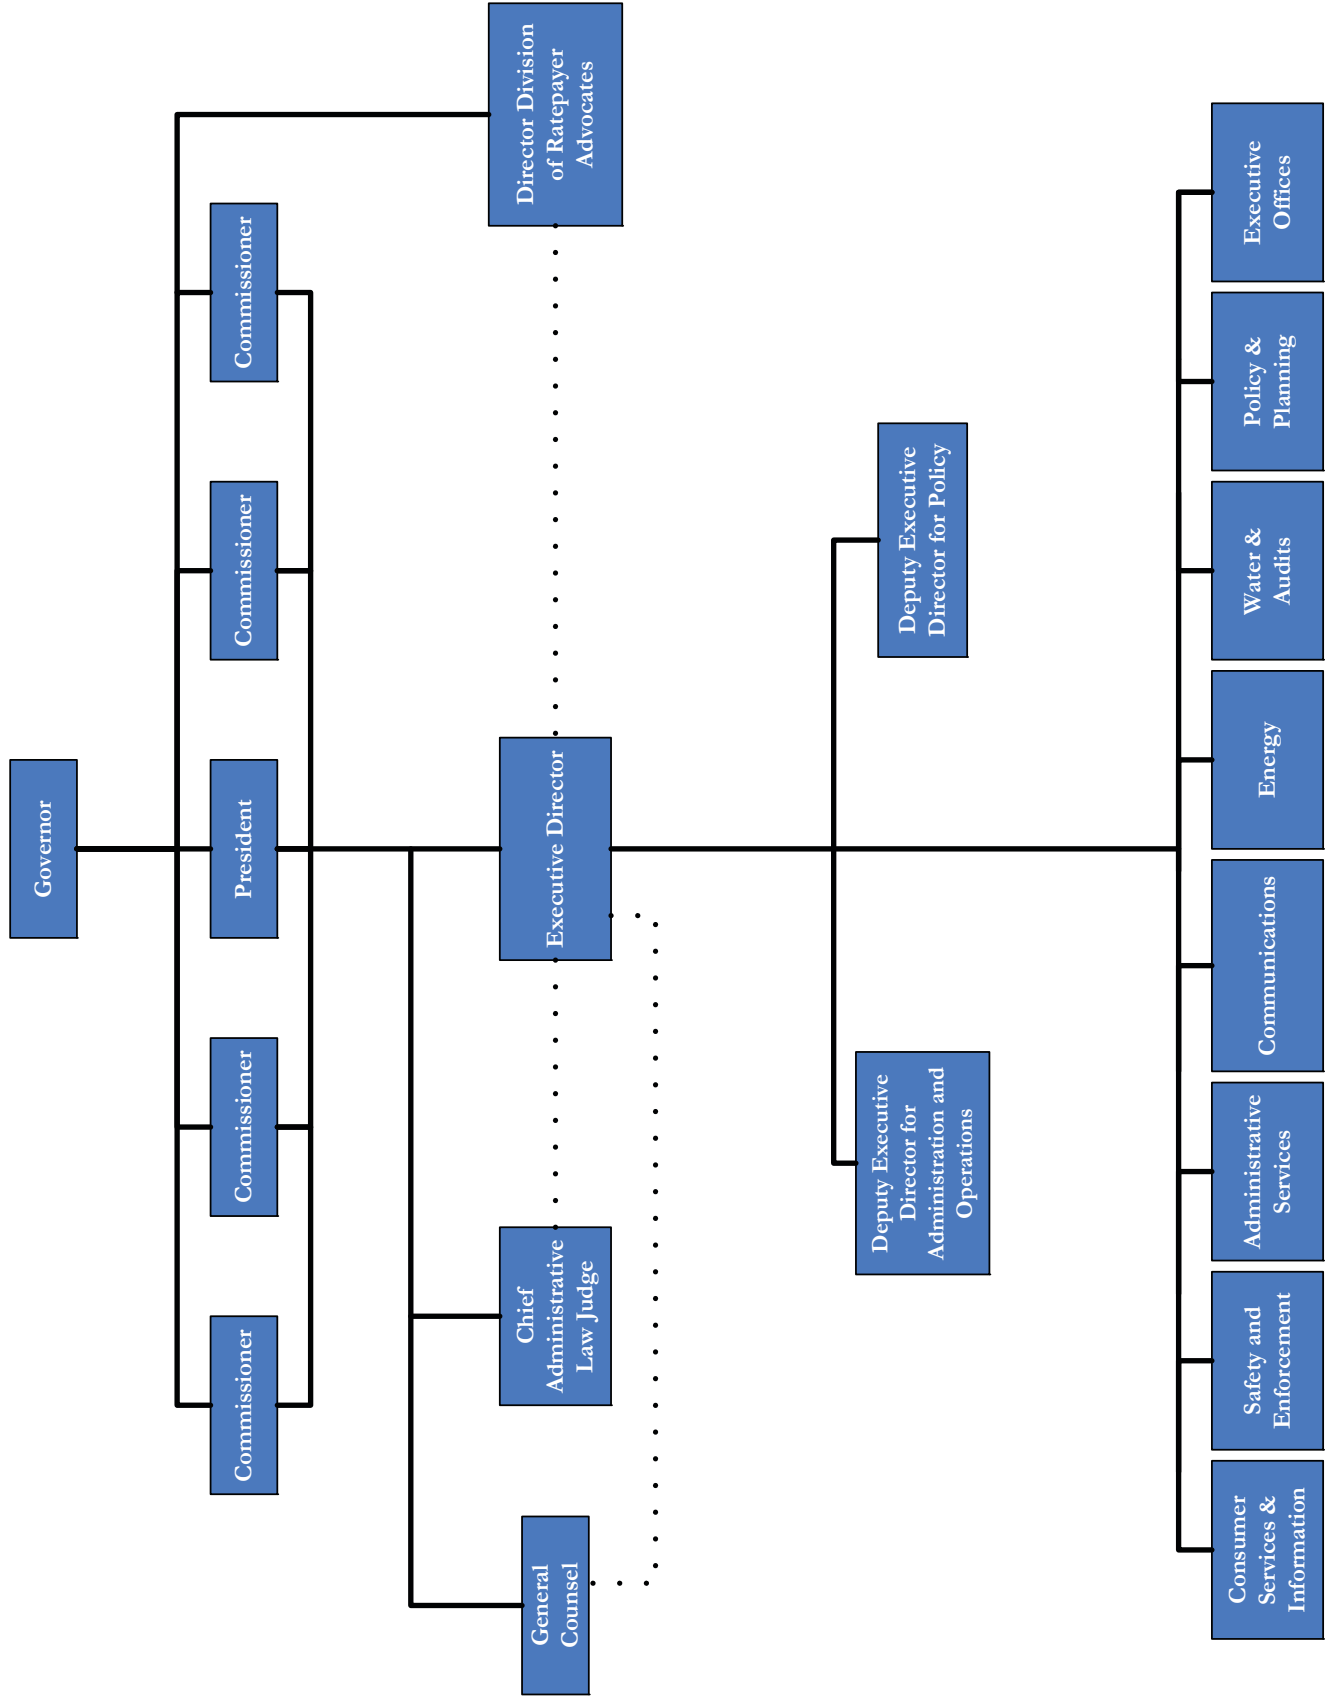 Governor
Commissioner
Commissioner
President
Commissioner
Commissioner
General
Counsel
Chief
Administrative
Law Judge
Executive Director
Director Division
of Ratepayer
Advocates
Deputy Executive
Director for
Administration and
Operations
Deputy Executive
Director for Policy
Consumer
Services &
Information
Safety and
Enforcement
Administrative
Services
Communications
Energy
Water &
Audits
Policy &
Planning
Executive
Offices